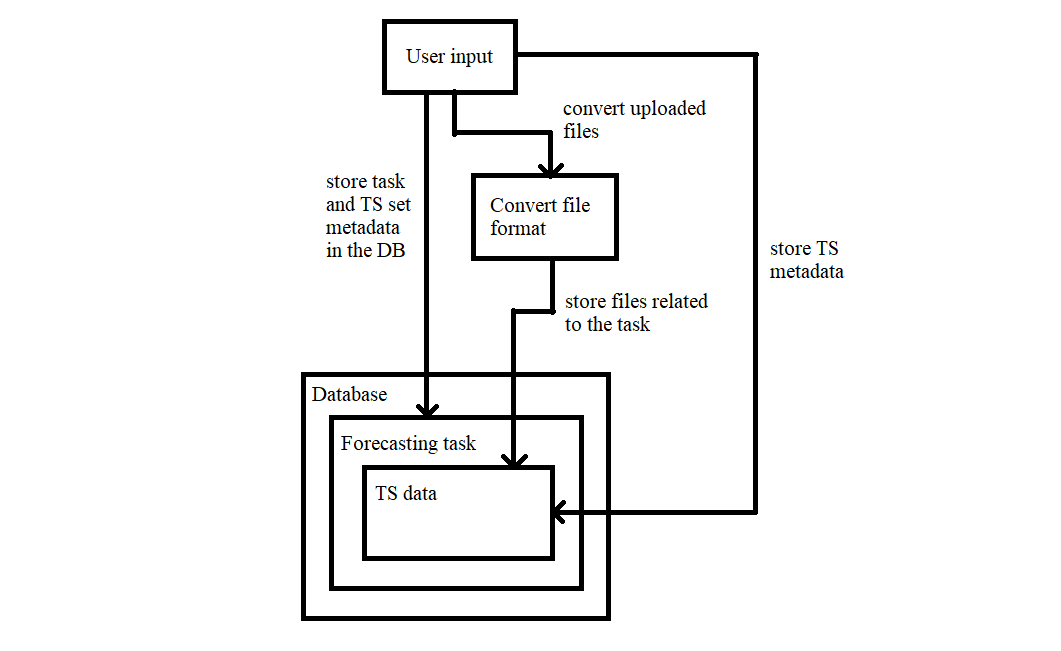 User input
convert uploaded
files
store task
and TS set
metadata
in the DB
Convert file
format
store TS
metadata
store files related
to the task
Database
Forecasting task
TS data